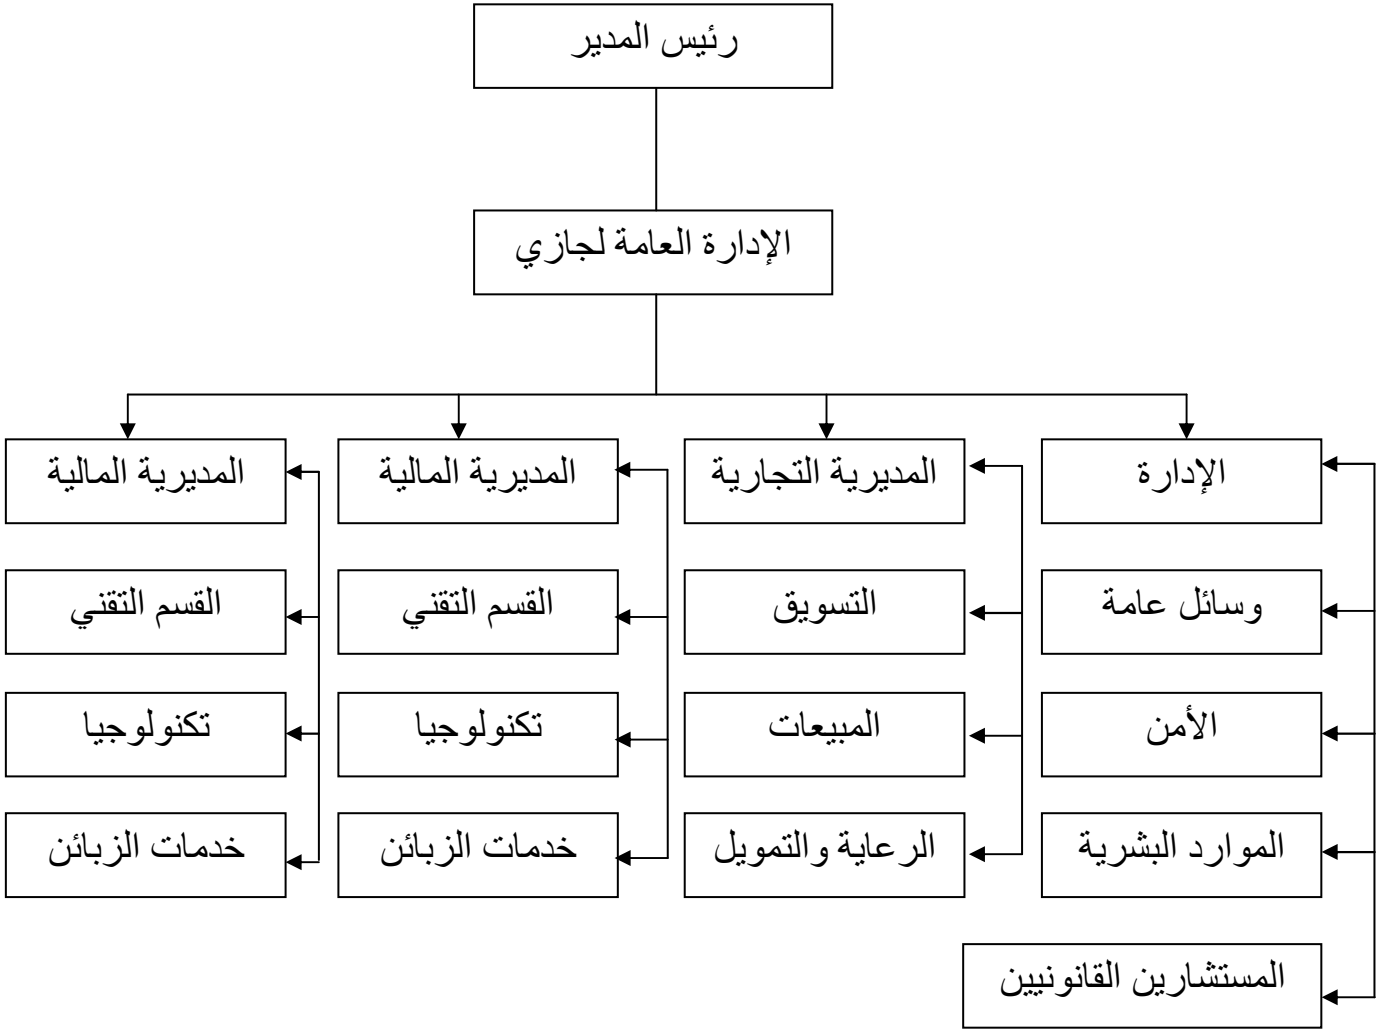 رئيس المدير
الإدارة العامة لجازي
الإدارة
المديرية التجارية
المديرية المالية
المديرية المالية
وسائل عامة
التسويق
القسم التقني
القسم التقني
الأمن
المبيعات
تكنولوجيا
تكنولوجيا
الموارد البشرية
الرعاية والتمويل
خدمات الزبائن
خدمات الزبائن
المستشارين القانونيين